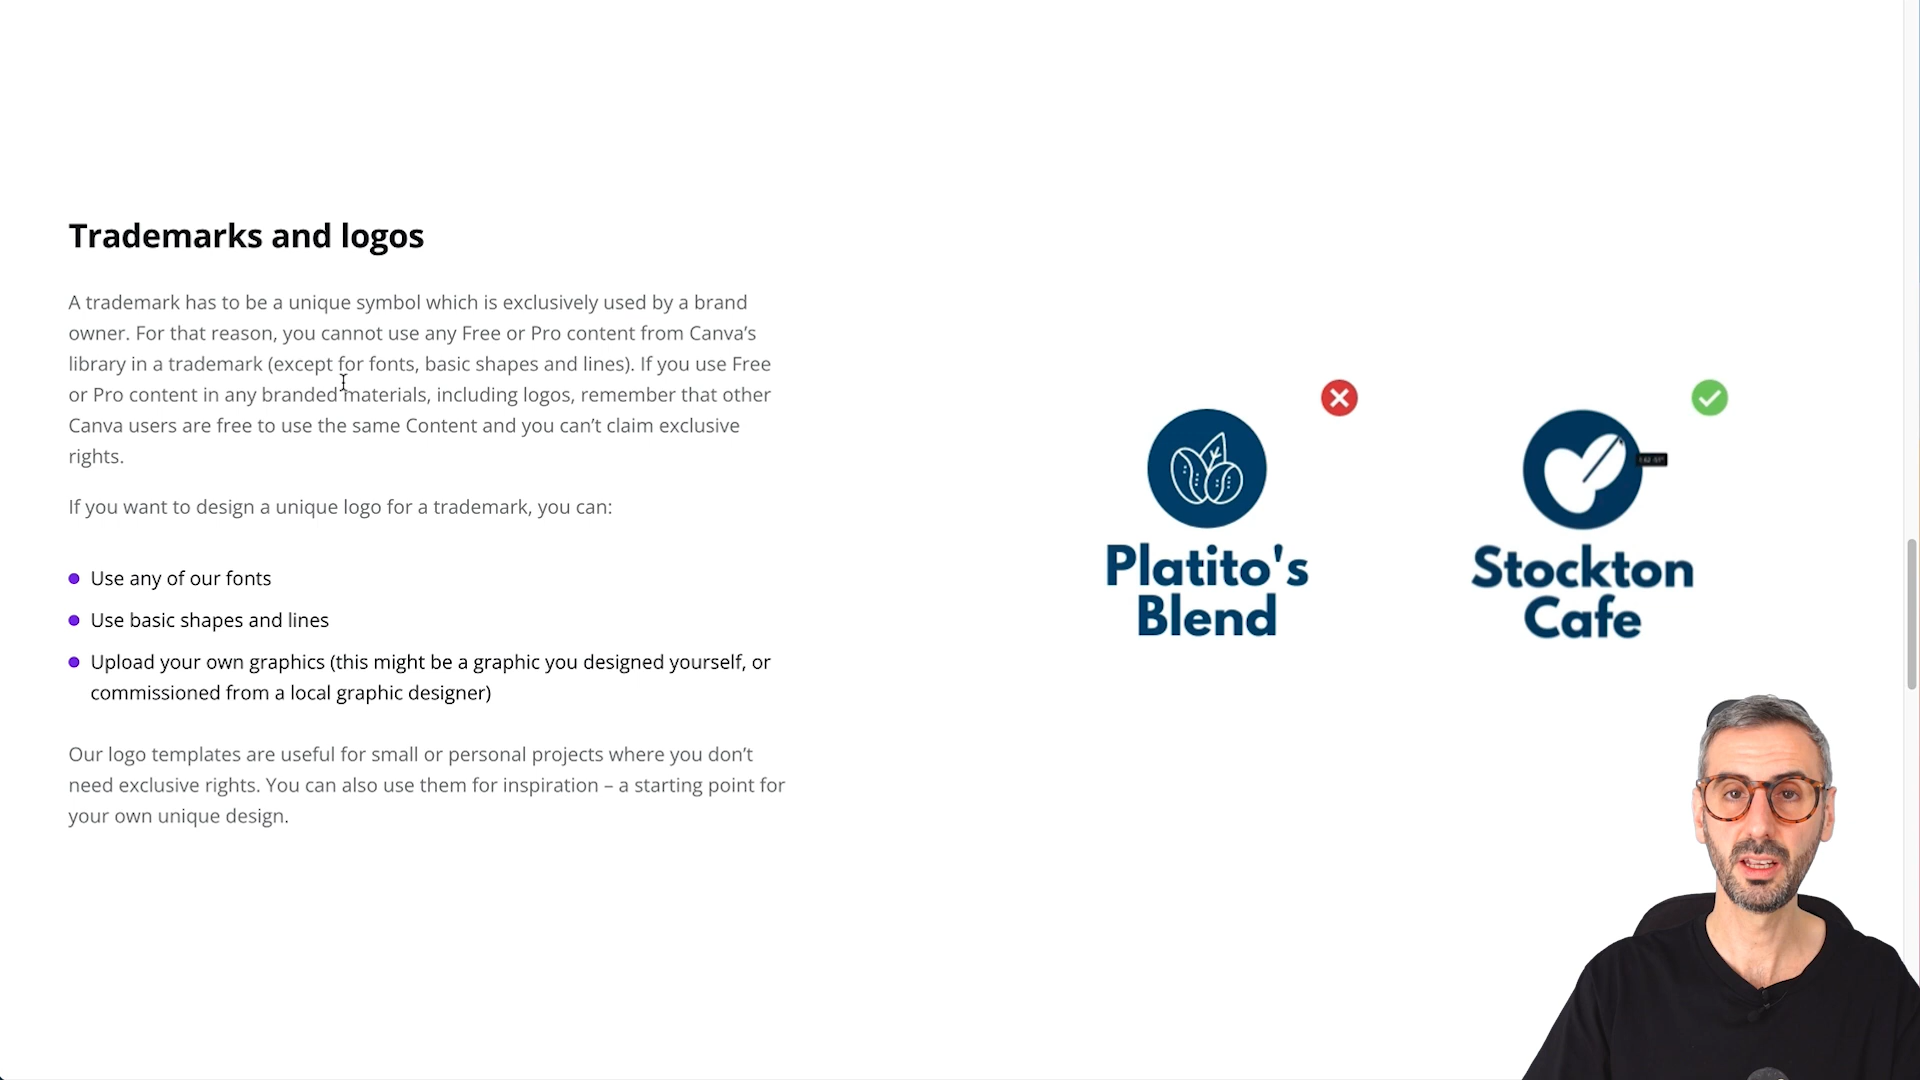 Trademarks and logos
A trademark has to be a unique symbol which is exclusively used by a brand
owner. For that reason, you cannot use any Free or Pro content from Canva’s
library in a trademark (except for fonts, basic shapes and lines). If you use Free
or Pro content in any branded materials, including logos, remember that other
Canva users are free to use the same Content and you can’t claim exclusive
rights.
If you want to design a unique logo for a trademark, you can:
Use any of our fonts
Use basic shapes and lines
Upload your own graphics (this might be a graphic you designed yourself, or
commissioned from a local graphic designer)
Our logo templates are useful for small or personal projects where you don’t
need exclusive rights. You can also use them for inspiration – a starting point for
your own unique design.
Platito's
Blend
Stockton
Cafe